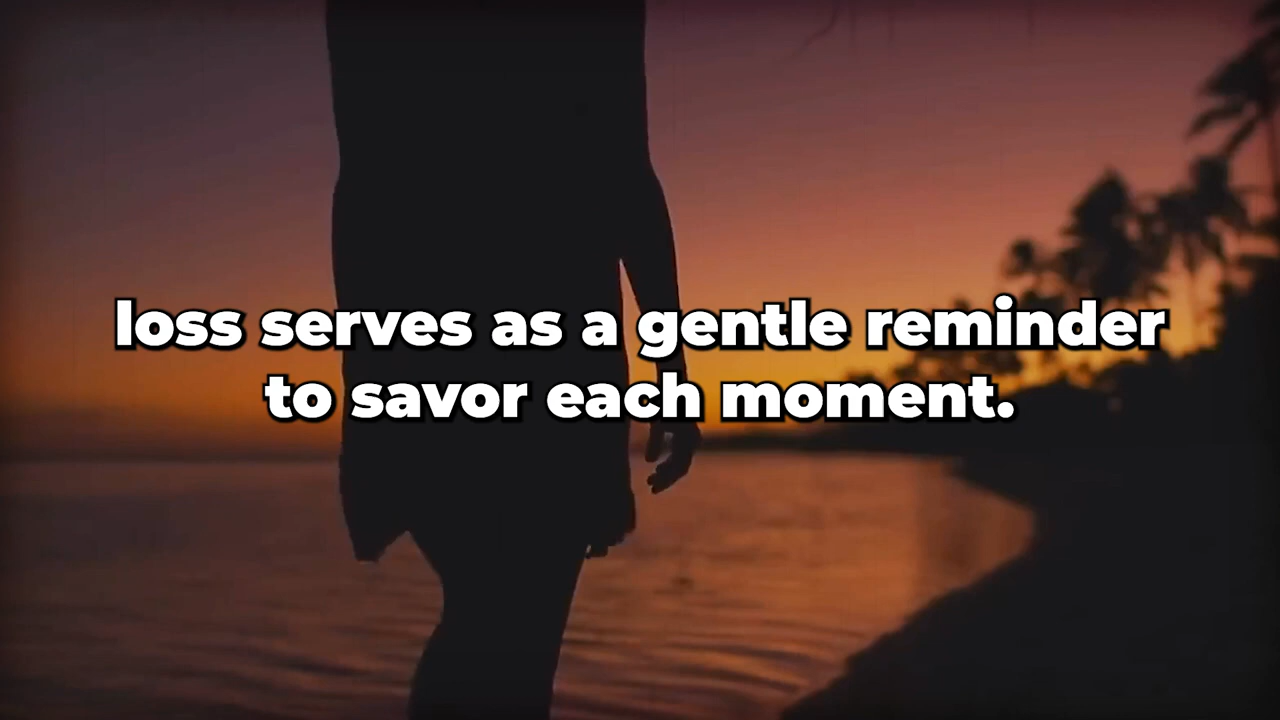 loss serves as a gentle reminder
to savor each moment.